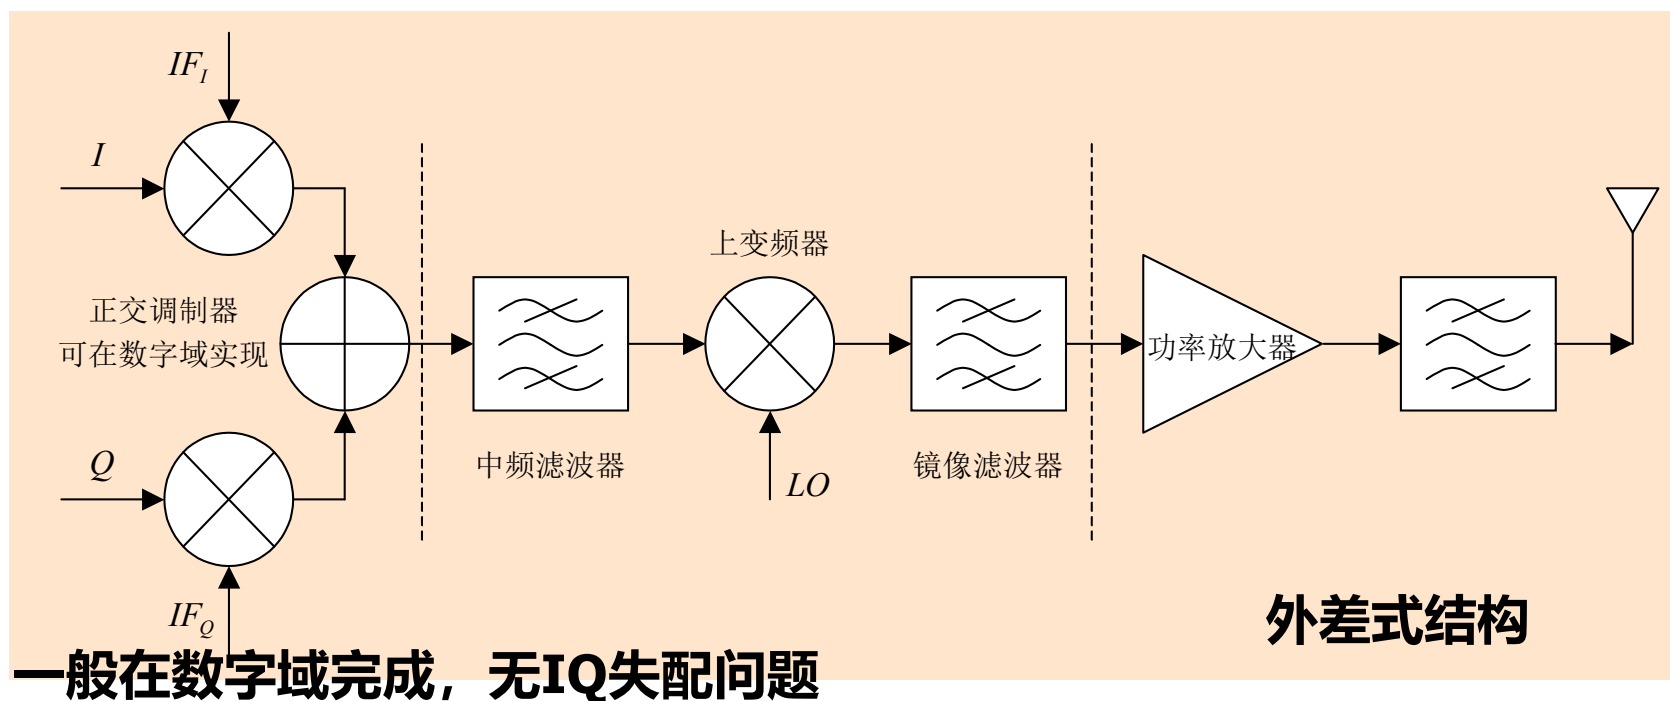 IF_I
I
上变频器
正交调制器
可在数字域实现
功率放大器
Q
中频滤波器
LO
镜像滤波器
IF_Q
外差式结构
一般在数字域完成，无IQ失配问题